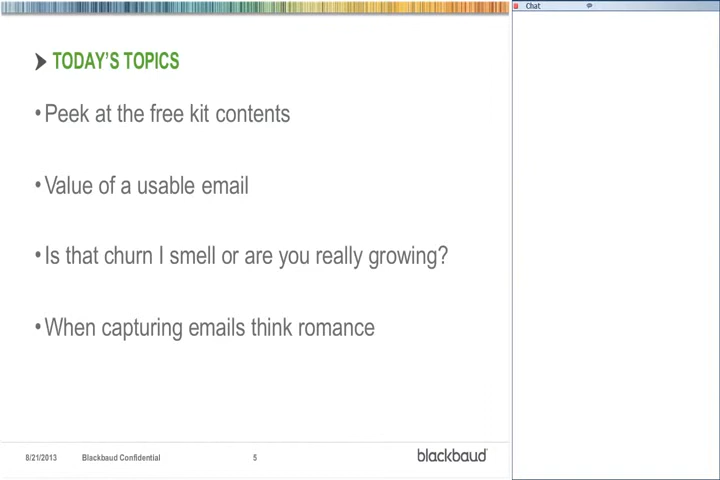 Chat
TODAY'S TOPICS
•Peek at the free kit contents
•Value of a usable email
•Is that churn I smell or are you really growing?
•When capturing emails think romance
8/21/2013 Blackbaud Confidential 5 blackbaud